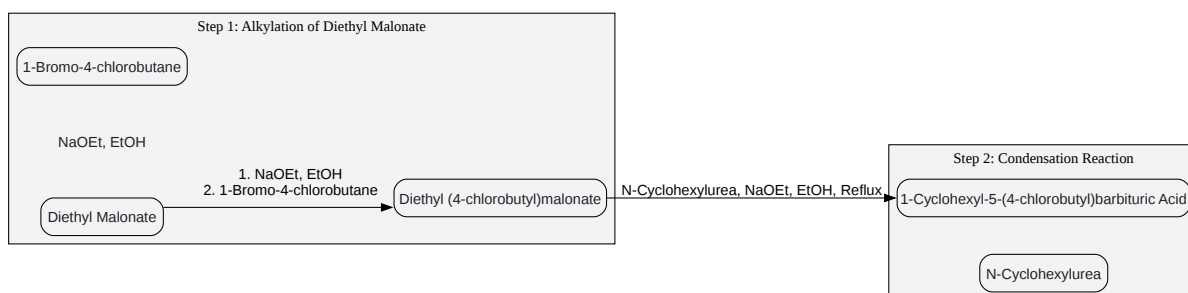 Step 1: Alkylation of Diethyl Malonate
1-Bromo-4-chlorobutane
NaOEt, EtOH
Diethyl Malonate
1. NaOEt, EtOH
2. 1-Bromo-4-chlorobutane
Diethyl (4-chlorobutyl)malonate
N-Cyclohexylurea, NaOEt, EtOH, Reflux
Step 2: Condensation Reaction
1-Cyclohexyl-5-(4-chlorobutyl)barbituric Acid
N-Cyclohexylurea